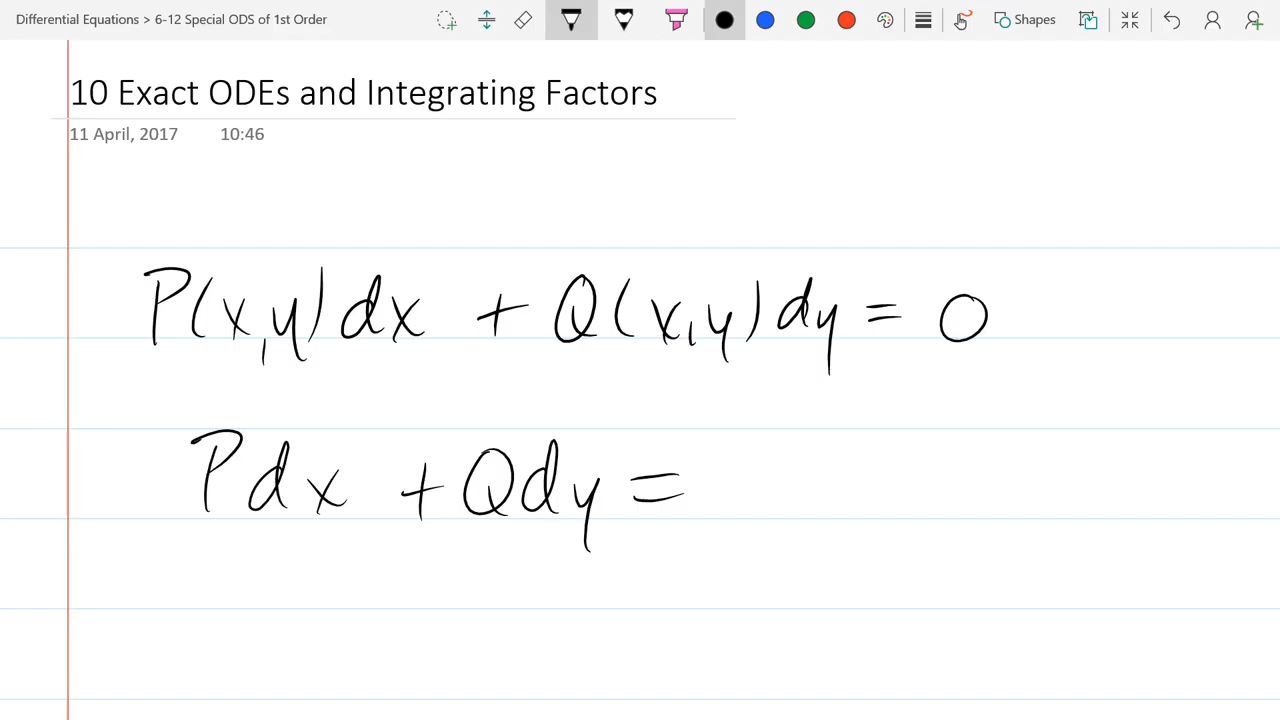 Differential Equations > 6-12 Special ODS of 1st Order
Shapes
10 Exact ODEs and Integrating Factors
11 April, 2017 10:46
P(x,y)dx + Q(x,y)dy = 0
Pdx + Qdy =